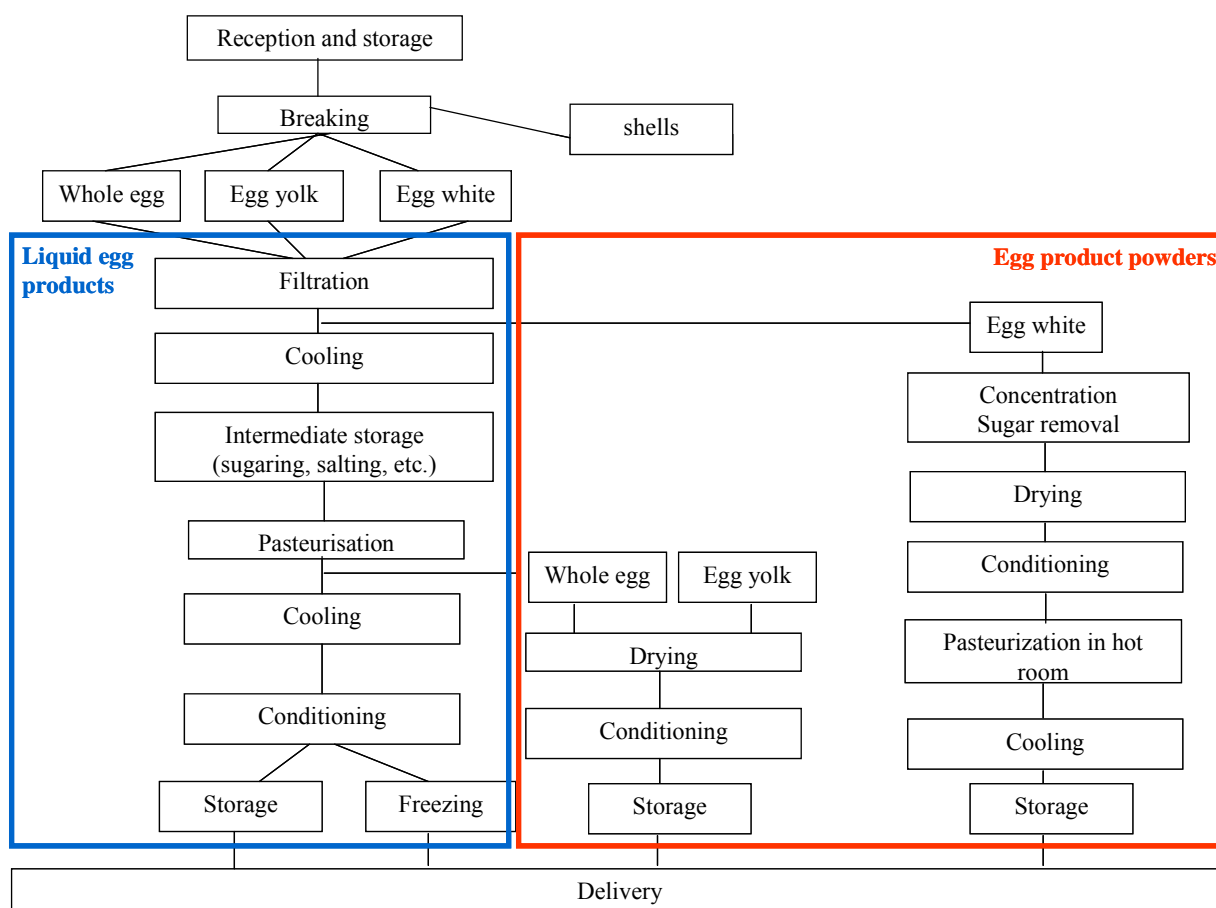 Reception and storage
Breaking
shells
Whole egg
Egg yolk
Egg white
Liquid egg
products
Egg product powders
Filtration
Egg white
Cooling
Concentration
Sugar removal
Intermediate storage
(sugaring, salting, etc.)
Drying
Pasteurisation
Conditioning
Whole egg
Egg yolk
Cooling
Drying
Pasteurization in hot
room
Conditioning
Conditioning
Cooling
Storage
Freezing
Storage
Storage
Delivery